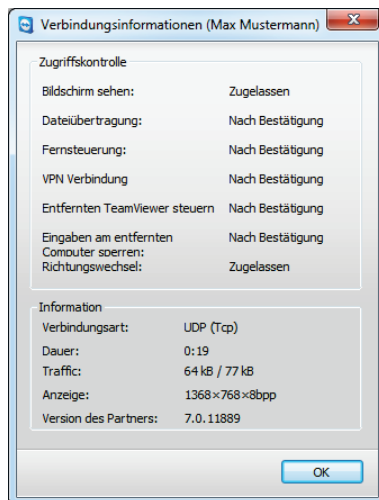 Verbindungsinformationen (Max Mustermann)
Zugriffskontrolle
Bildschirm sehen: Zugelassen
Dateiübertragung: Nach Bestätigung
Fernsteuerung: Nach Bestätigung
VPN Verbindung Nach Bestätigung
Entfernten TeamViewer steuern Nach Bestätigung
Eingaben am entfernten Nach Bestätigung
Computer sperren:
Richtungswechsel: Zugelassen
Information
Verbindungsart: UDP (Tcp)
Dauer: 0:19
Traffic: 64 kB / 77 kB
Anzeige: 1368×768×8bpp
Version des Partners: 7.0.11889
OK